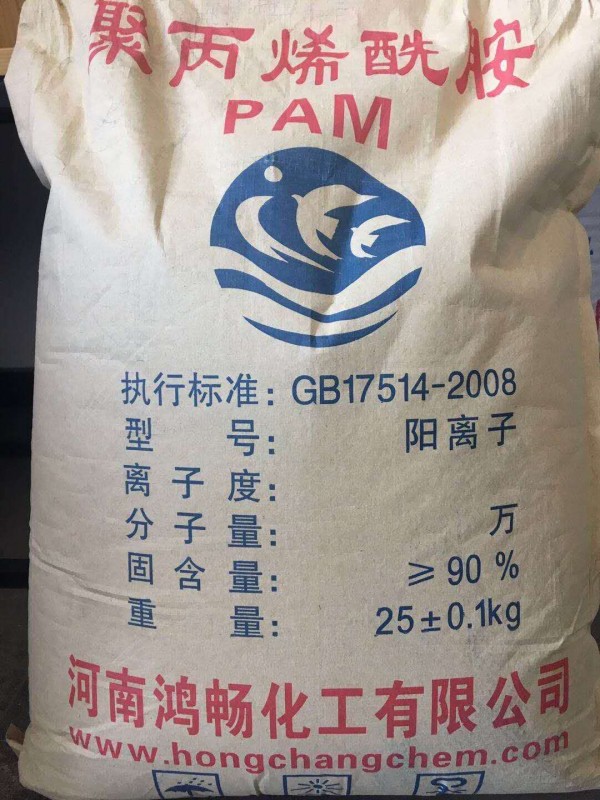 聚丙烯酰胺
PAM
执行标准: GB17514-2008
型 号: 阳离子
离子度:
分子量: 万
固含量: ≥90%
重 量: 25±0.1kg
河南鸿畅化工有限公司
www.hongchangchem.com